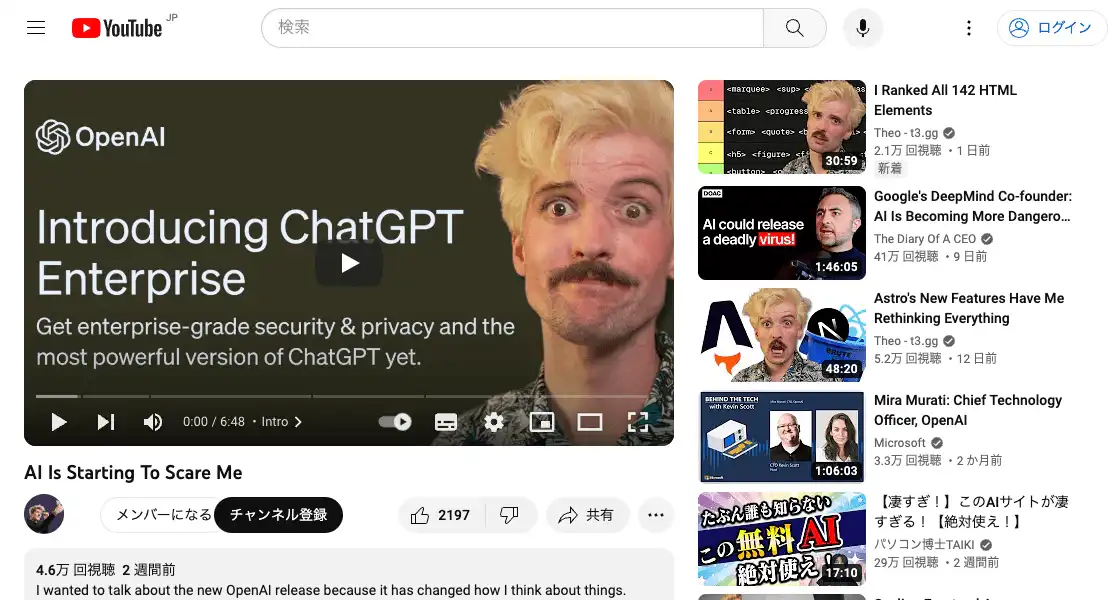 YouTube JP
検索
ログイン
OpenAI
Introducing ChatGPT
Enterprise
Get enterprise-grade security & privacy and the
most powerful version of ChatGPT yet.
0:00 / 6:48 • Intro
AI Is Starting To Scare Me
メンバーになる
チャンネル登録
2197
共有
4.6万 回視聴 2 週間前
I wanted to talk about the new OpenAI release because it has changed how I think about things.
<marquee> <sup>
<table> <progress
<form> <quote>
<h5> <figure>
30:59
I Ranked All 142 HTML
Elements
Theo - t3.gg
2.1万 回視聴 ・1 日前
新着
DOAC
AI could release
a deadly virus!
1:46:05
Google's DeepMind Co-founder:
AI Is Becoming More Dangero...
The Diary Of A CEO
41万 回視聴 ・9 日前
48:20
Astro's New Features Have Me
Rethinking Everything
Theo - t3.gg
5.2万 回視聴 ・12 日前
BEHIND THE TECH
with Kevin Scott
1:06:03
Mira Murati: Chief Technology
Officer, OpenAI
Microsoft
3.3万 回視聴 ・2 か月前
たぶん誰も知らない
この無料AI
絶対使え!
17:10
【凄すぎ！】このAIサイトが凄
すぎる！【絶対使え！】
パソコン博士TAIKI
29万 回視聴 ・2 週間前